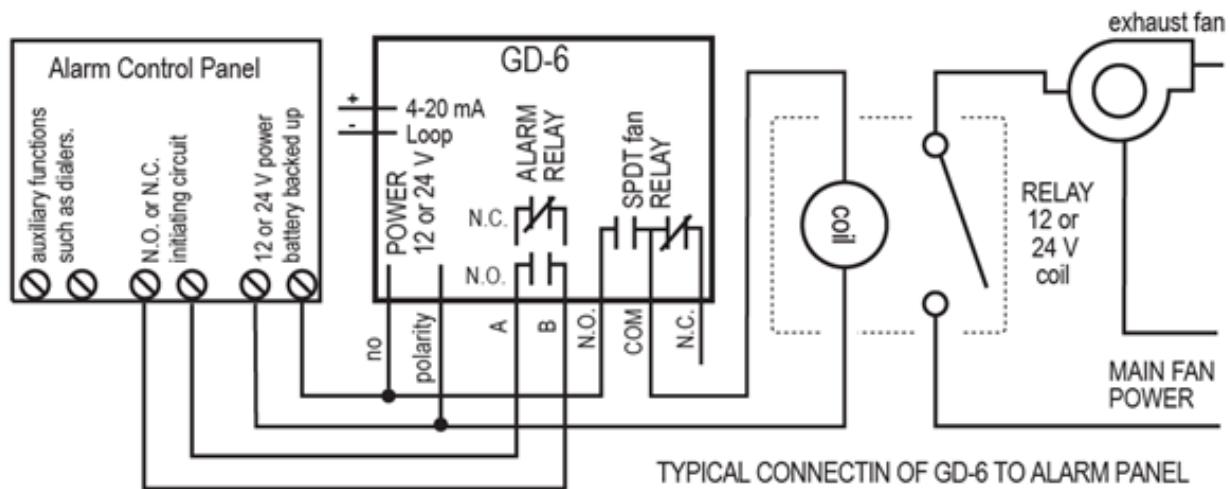 exhaust fan
Alarm Control Panel
GD-6
+
4-20 mA
-
Loop
auxiliary functions
such as dialers.
N.O. or N.C.
initiating circuit
12 or 24 V power
battery backed up
POWER
12 or 24 V
ALARM
RELAY
N.C.
N.O.
SPDT fan
RELAY
coil
RELAY
12 or
24 V
coil
no
polarity
A
B
N.O.
COM
N.C.
MAIN FAN
POWER
TYPICAL CONNECTIN OF GD-6 TO ALARM PANEL